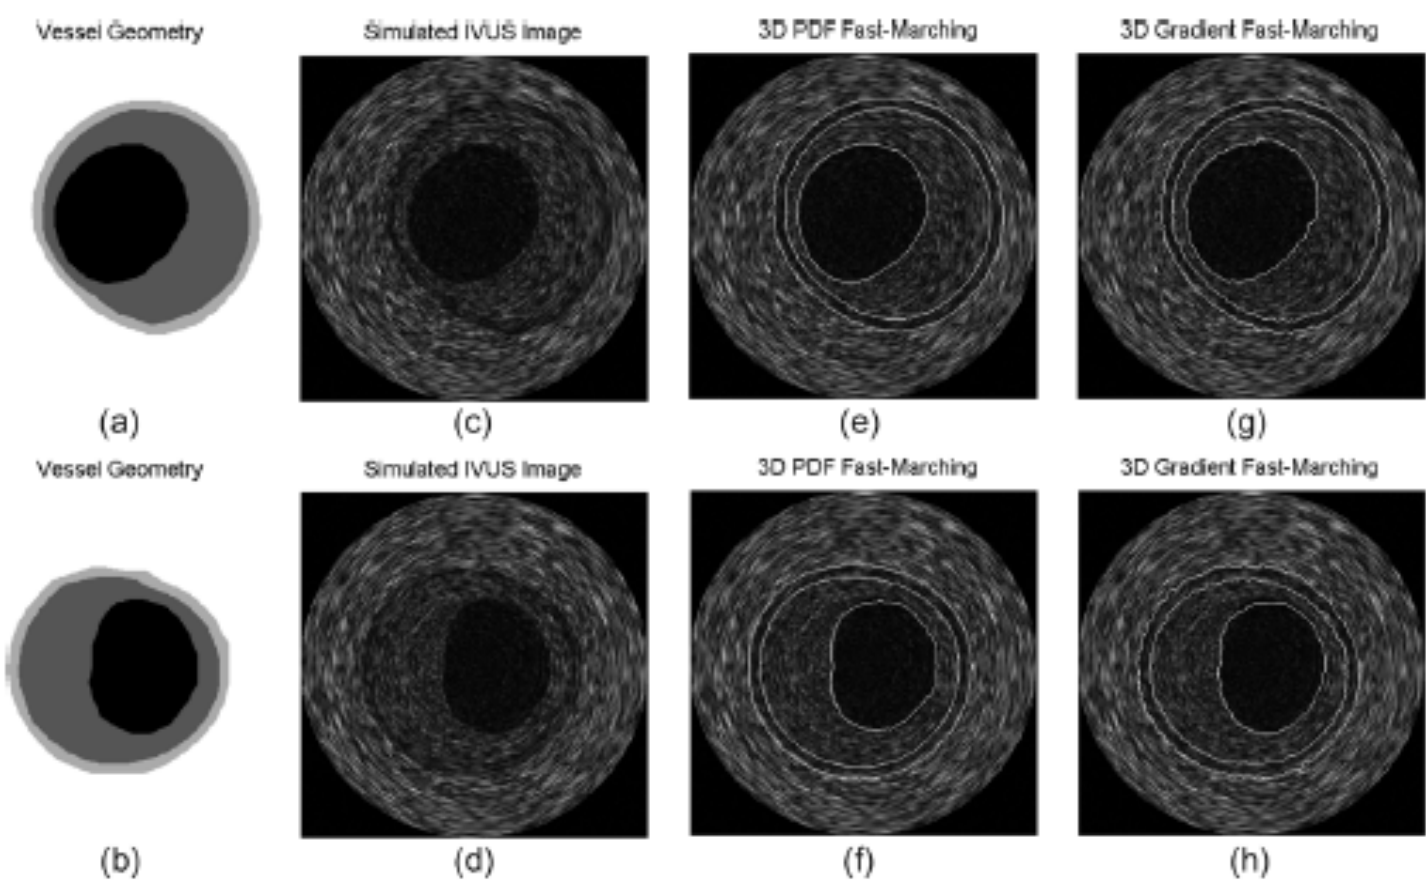 Vessel Geometry Simulated IVUS Image 3D PDF Fast-Marching 3D Gradient Fast-Marching
(a) (c) (e) (g)
Vessel Geometry Simulated IVUS Image 3D PDF Fast-Marching 3D Gradient Fast-Marching
(b) (d) (f) (h)